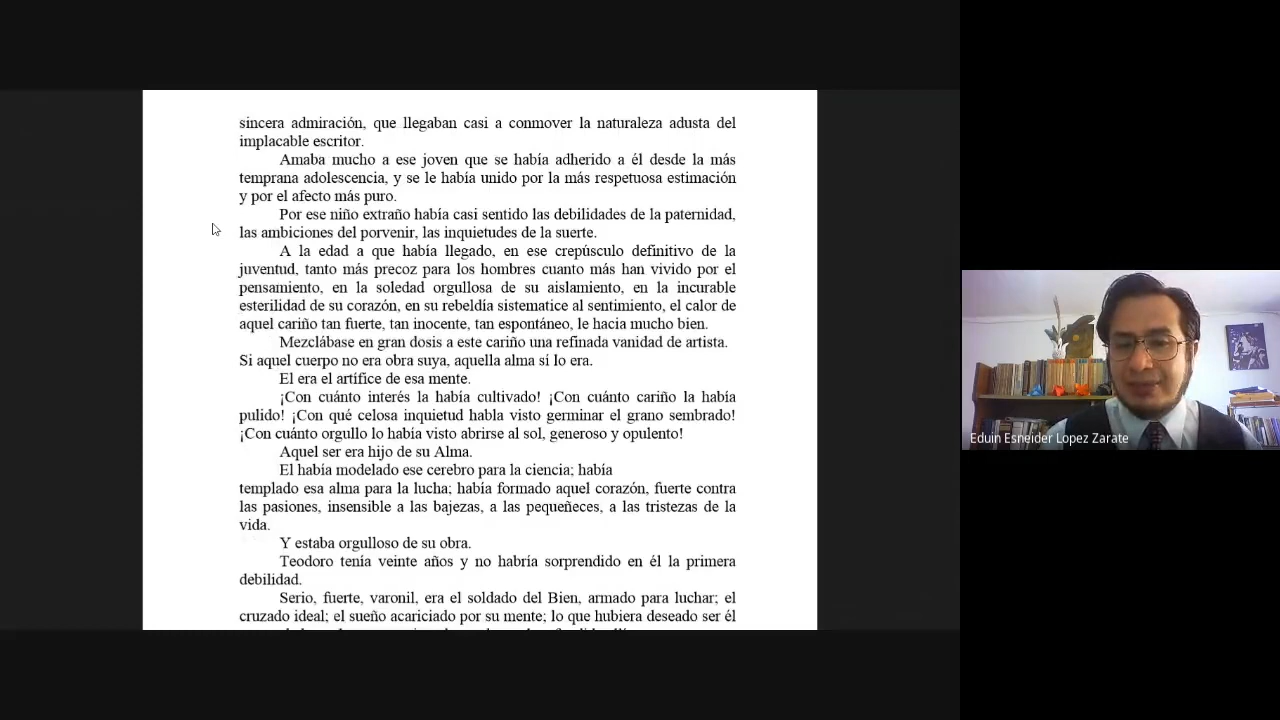 sincera admiración, que llegaban casi a conmover la naturaleza adusta del
implacable escritor.
Amaba mucho a ese joven que se había adherido a él desde la más
temprana adolescencia, y se le había unido por la más respetuosa estimación
y por el afecto más puro.
Por ese niño extraño había casi sentido las debilidades de la paternidad,
las ambiciones del porvenir, las inquietudes de la suerte.
A la edad a que había llegado, en ese crepúsculo definitivo de la
juventud, tanto más precoz para los hombres cuanto más han vivido por el
pensamiento, en la soledad orgullosa de su aislamiento, en la incurable
esterilidad de su corazón, en su rebeldía sistematice al sentimiento, el calor de
aquel cariño tan fuerte, tan inocente, tan espontáneo, le hacia mucho bien.
Mezclábase en gran dosis a este cariño una refinada vanidad de artista.
Si aquel cuerpo no era obra suya, aquella alma sí lo era.
El era el artífice de esa mente.
¡Con cuánto interés la había cultivado! ¡Con cuánto cariño la había
pulido! ¡Con qué celosa inquietud habla visto germinar el grano sembrado!
¡Con cuánto orgullo lo había visto abrirse al sol, generoso y opulento!
Aquel ser era hijo de su Alma.
El había modelado ese cerebro para la ciencia; había
templado esa alma para la lucha; había formado aquel corazón, fuerte contra
las pasiones, insensible a las bajezas, a las pequeñeces, a las tristezas de la
vida.
Y estaba orgulloso de su obra.
Teodoro tenía veinte años y no habría sorprendido en él la primera
debilidad.
Serio, fuerte, varonil, era el soldado del Bien, armado para luchar; el
cruzado ideal; el sueño acariciado por su mente; lo que hubiera deseado ser él
Eduin Esneider Lopez Zarate